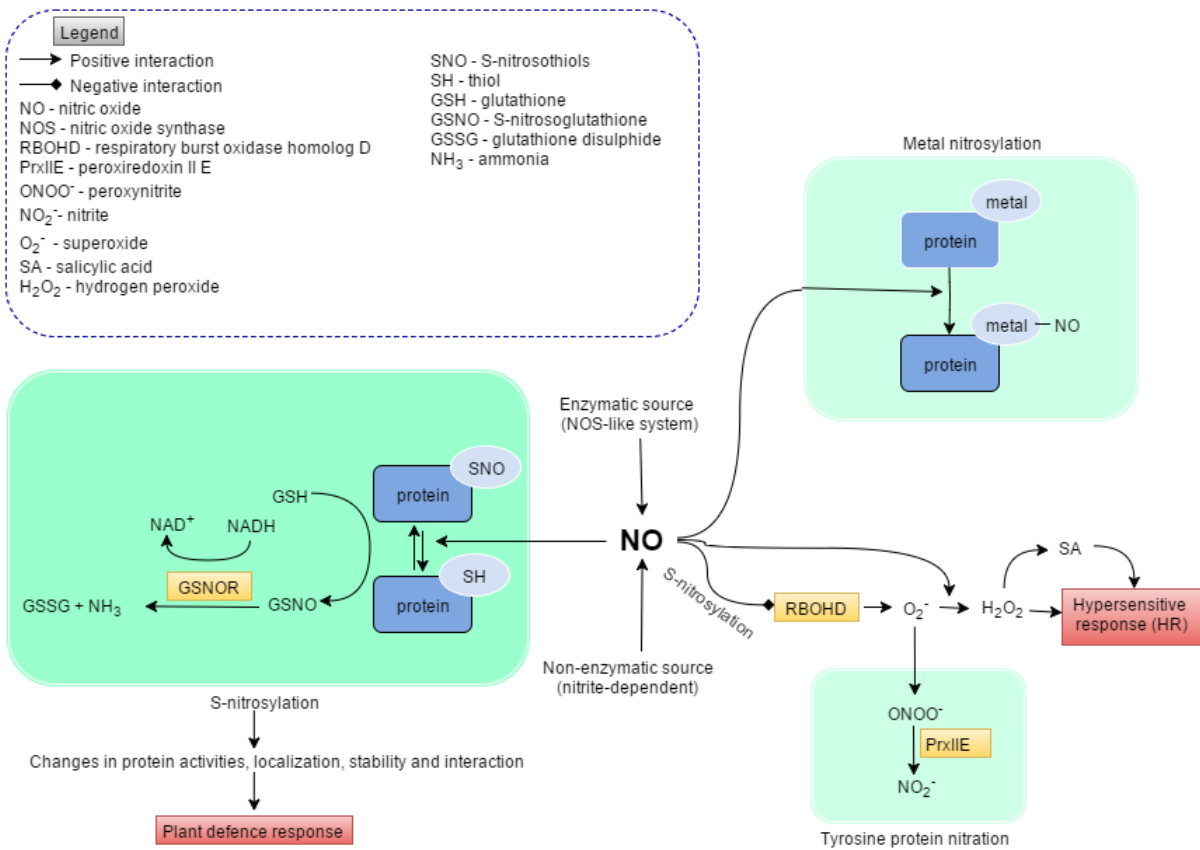 Legend
Positive interaction
Negative interaction
NO - nitric oxide
NOS - nitric oxide synthase
RBOHD - respiratory burst oxidase homolog D
PrxIIE - peroxiredoxin II E
ONOO⁻ - peroxynitrite
NO₂⁻- nitrite
O₂⁻ - superoxide
SA - salicylic acid
H₂O₂ - hydrogen peroxide
SNO - S-nitrosothiols
SH - thiol
GSH - glutathione
GSNO - S-nitrosoglutathione
GSSG - glutathione disulphide
NH₃ - ammonia
Metal nitrosylation
metal
protein
metal
NO
protein
Enzymatic source
(NOS-like system)
SNO
protein
GSH
NAD⁺
NADH
GSNOR
SH
protein
GSSG + NH₃
GSNO
NO
S-nitrosylation
RBOHD
O₂⁻
H₂O₂
SA
Hypersensitive
response (HR)
Non-enzymatic source
(nitrite-dependent)
ONOO⁻
PrxIIE
NO₂⁻
Tyrosine protein nitration
S-nitrosylation
Changes in protein activities, localization, stability and interaction
Plant defence response